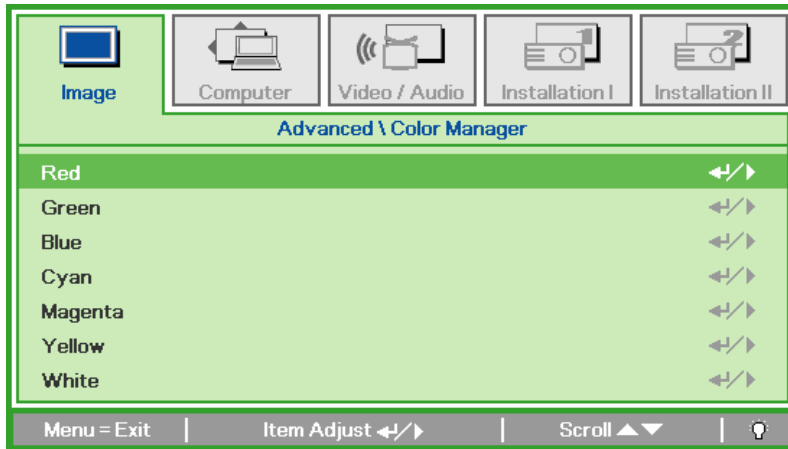 Image Computer Video / Audio Installation I Installation II
Advanced \ Color Manager
Red
Green
Blue
Cyan
Magenta
Yellow
White
Menu = Exit Item Adjust Scroll